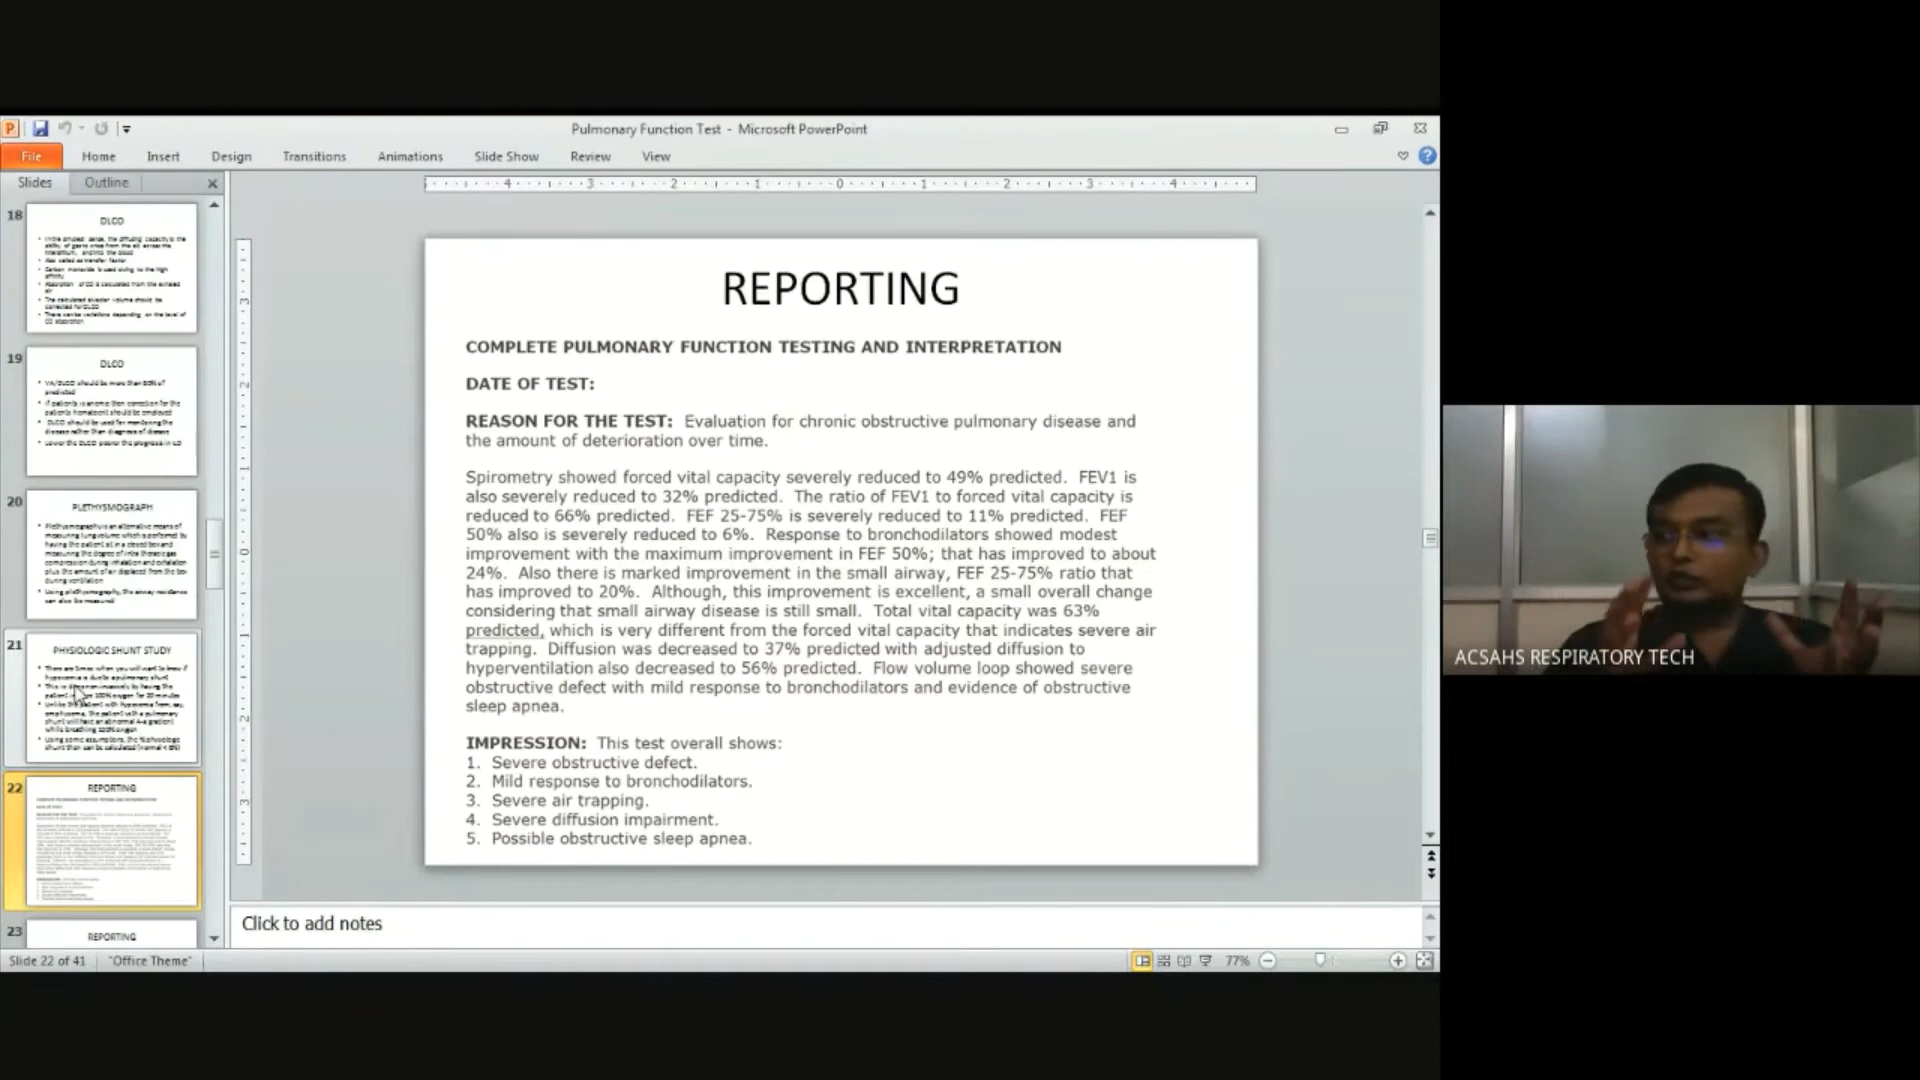 Pulmonary Function Test - Microsoft PowerPoint
File Home Insert Design Transitions Animations Slide Show Review View
Slides Outline
18
DLCO
19
DLCO
20
PLETHYSMOGRAPH
21
PHYSIOLOGIC SHUNT STUDY
22
REPORTING
23
REPORTING
REPORTING
COMPLETE PULMONARY FUNCTION TESTING AND INTERPRETATION
DATE OF TEST:
REASON FOR THE TEST: Evaluation for chronic obstructive pulmonary disease and
the amount of deterioration over time.
Spirometry showed forced vital capacity severely reduced to 49% predicted. FEV1 is
also severely reduced to 32% predicted. The ratio of FEV1 to forced vital capacity is
reduced to 66% predicted. FEF 25-75% is severely reduced to 11% predicted. FEF
50% also is severely reduced to 6%. Response to bronchodilators showed modest
improvement with the maximum improvement in FEF 50%; that has improved to about
24%. Also there is marked improvement in the small airway, FEF 25-75% ratio that
has improved to 20%. Although, this improvement is excellent, a small overall change
considering that small airway disease is still small. Total vital capacity was 63%
predicted, which is very different from the forced vital capacity that indicates severe air
trapping. Diffusion was decreased to 37% predicted with adjusted diffusion to
hyperventilation also decreased to 56% predicted. Flow volume loop showed severe
obstructive defect with mild response to bronchodilators and evidence of obstructive
sleep apnea.
IMPRESSION: This test overall shows:
1. Severe obstructive defect.
2. Mild response to bronchodilators.
3. Severe air trapping.
4. Severe diffusion impairment.
5. Possible obstructive sleep apnea.
Click to add notes
Slide 22 of 41 "Office Theme" 77%
ACSAHS RESPIRATORY TECH